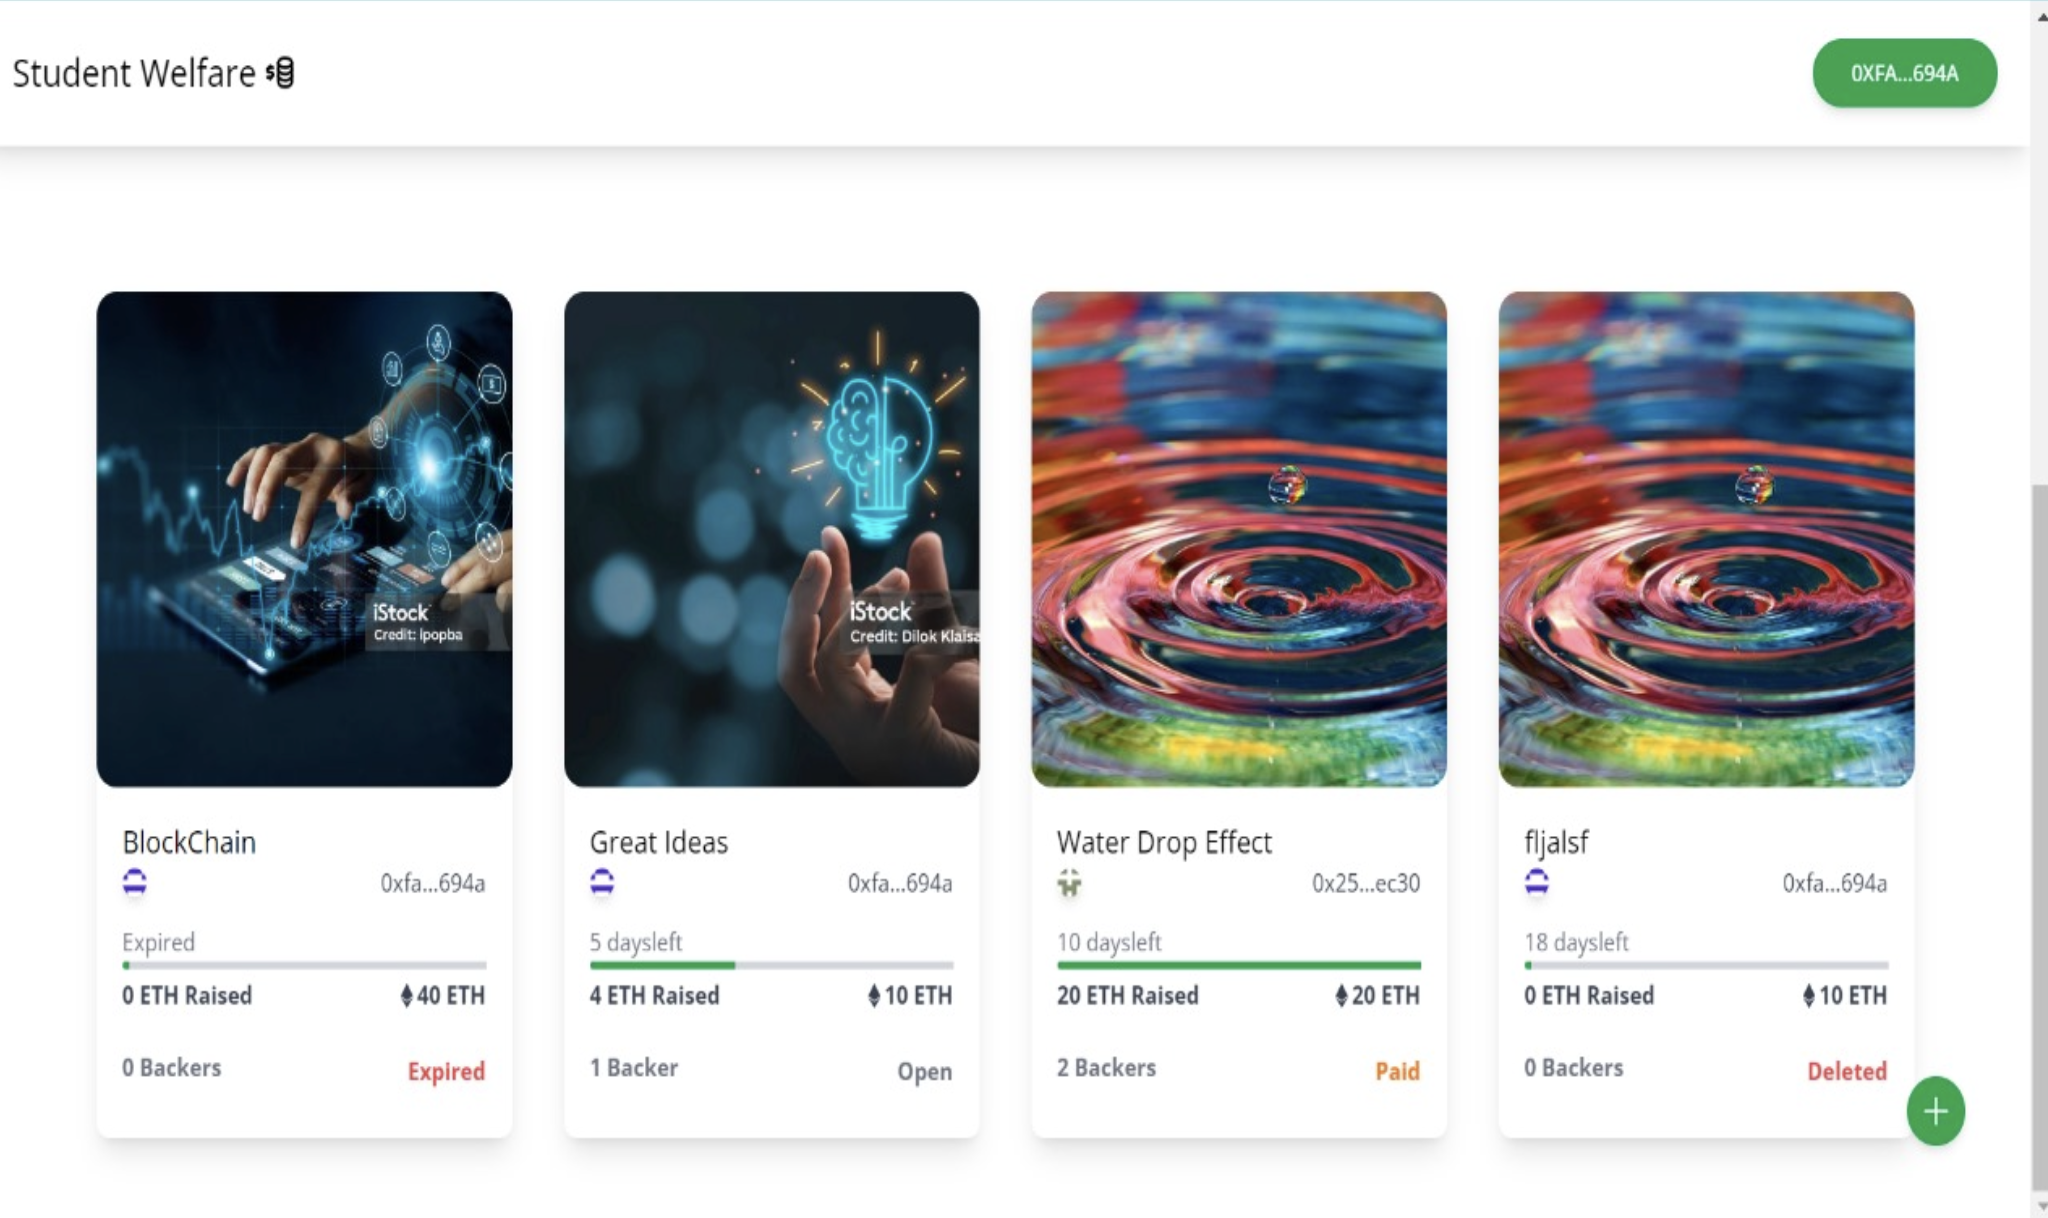 Student Welfare
0XFA...694A
iStock
Credit: ipopba
iStock
Credit: Dilok Klaisa
BlockChain
0xfa...694a
Expired
0 ETH Raised
40 ETH
0 Backers
Expired
Great Ideas
0xfa...694a
5 daysleft
4 ETH Raised
10 ETH
1 Backer
Open
Water Drop Effect
0x25...ec30
10 daysleft
20 ETH Raised
20 ETH
2 Backers
Paid
fljalsf
0xfa...694a
18 daysleft
0 ETH Raised
10 ETH
0 Backers
Deleted